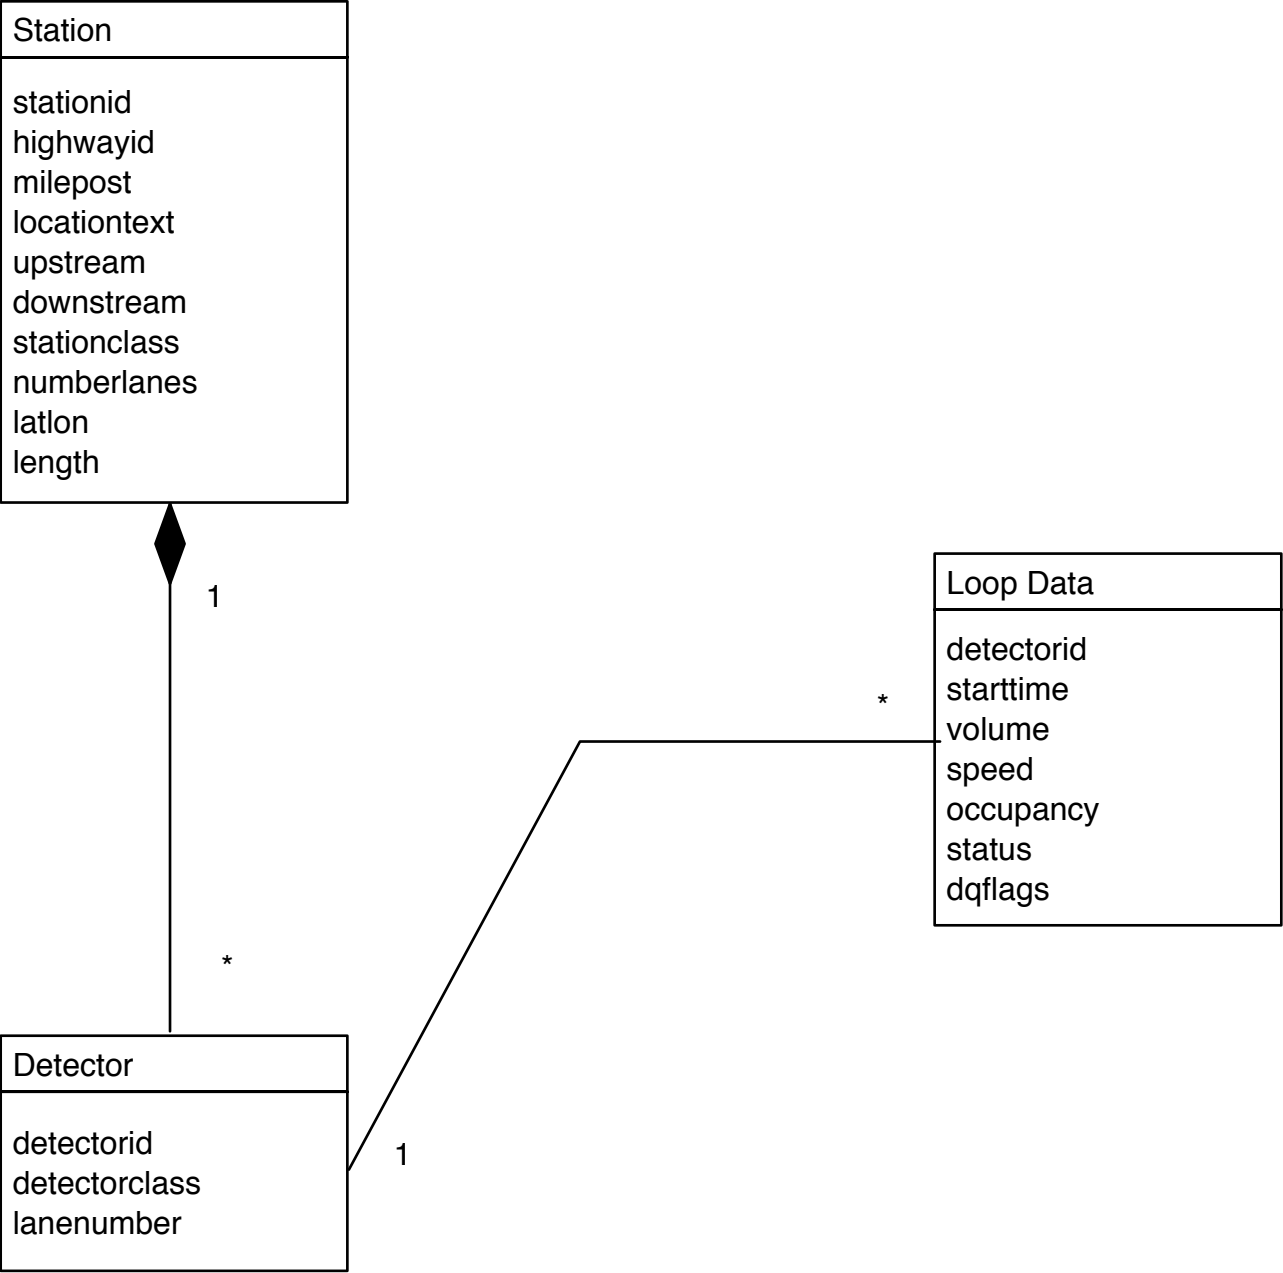 Station
stationid
highwayid
milepost
locationtext
upstream
downstream
stationclass
numberlanes
latlon
length
1
*
Loop Data
detectorid
starttime
volume
speed
occupancy
status
dqflags
*
Detector
detectorid
detectorclass
lanenumber
1